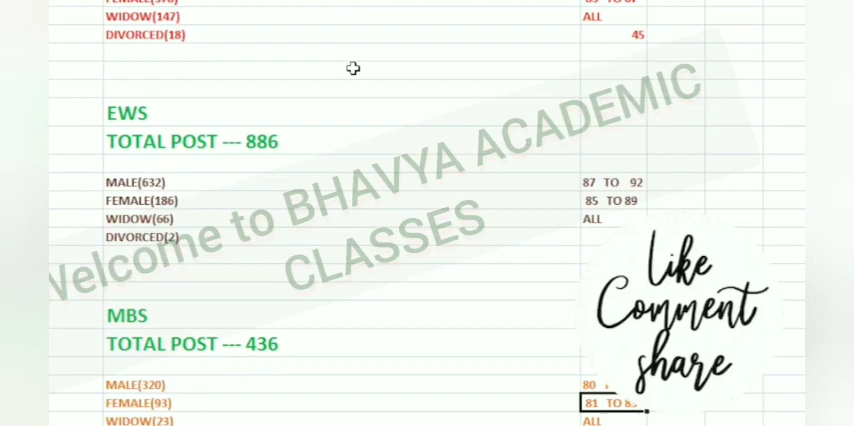 WIDOW(147) ALL
DIVORCED(18) 45
EWS
TOTAL POST --- 886
MALE(632) 87 TO 92
FEMALE(186) 85 TO 89
WIDOW(66) ALL
DIVORCED(2)
Welcome to BHAVYA ACADEMIC
CLASSES
like
Comment
share
MBS
TOTAL POST --- 436
MALE(320) 80
FEMALE(93) 81 TO
WIDOW(23) ALL